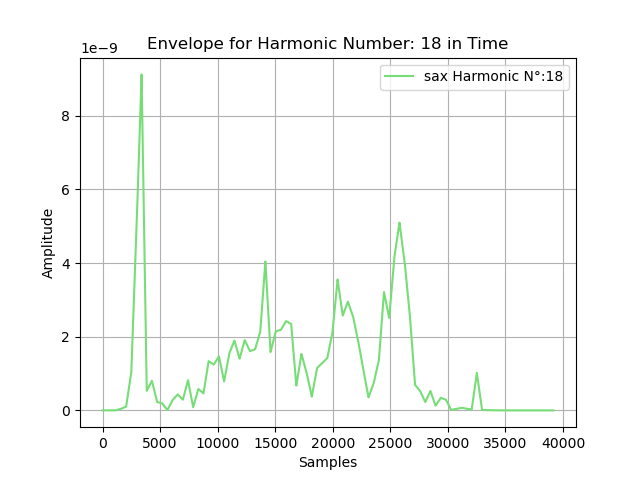 Envelope for Harmonic Number: 18 in Time
1e−9
sax Harmonic N°:18
8
6
4
2
0
Amplitude
0 5000 10000 15000 20000 25000 30000 35000 40000
Samples